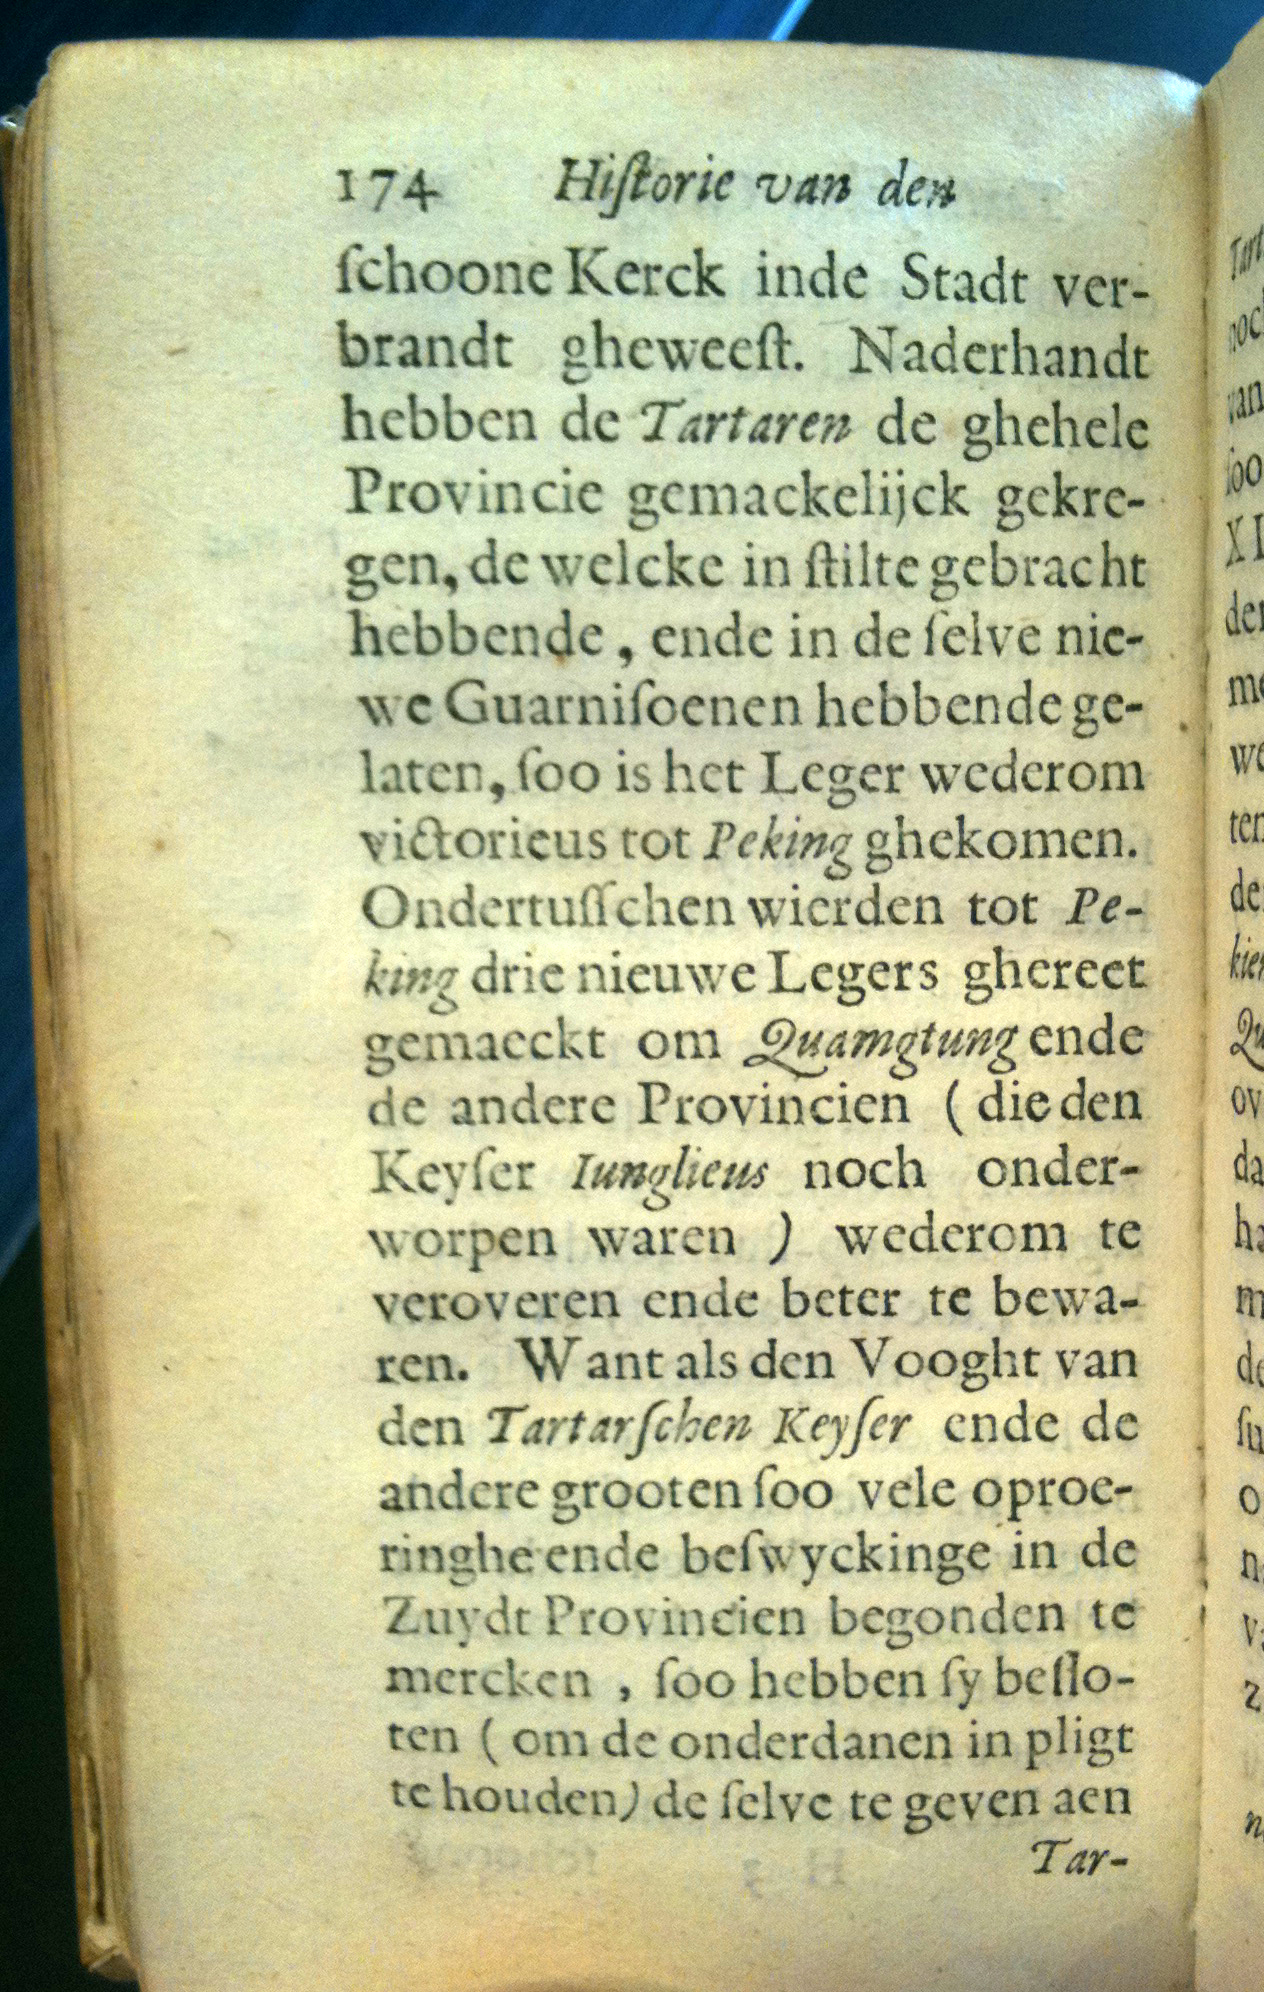 174 Hiſtorie van den
ſchoone Kerck inde Stadt ver-
brandt gheweeſt. Naderhandt
hebben de Tartaren de ghehele
Provincie gemackelijck gekre-
gen, de welcke in ſtilte gebracht
hebbende, ende in de ſelve nie-
we Guarniſoenen hebbende ge-
laten, ſoo is het Leger wederom
victorieus tot Peking ghekomen.
Ondertuſſchen wierden tot Pe-
king drie nieuwe Legers ghereet
gemaeckt om Quamgtung ende
de andere Provincien ( die den
Keyſer Iunglieus noch onder-
worpen waren ) wederom te
veroveren ende beter te bewa-
ren. Want als den Vooght van
den Tartarſchen Keyſer ende de
andere grooten ſoo vele oproe-
ringhe ende beſwyckinge in de
Zuydt Provincien begonden te
mercken , ſoo hebben ſy beſlo-
ten ( om de onderdanen in pligt
te houden) de ſelve te geven aen
Tar-